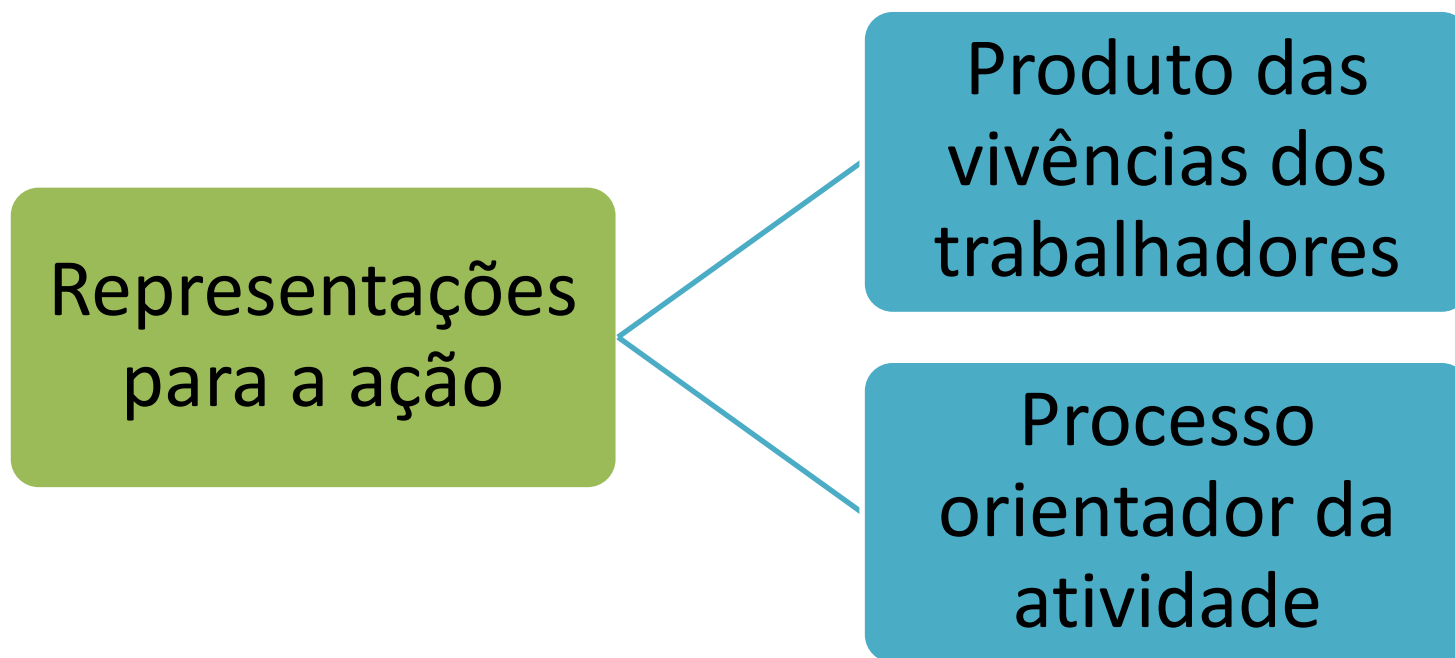 Representações
para a ação
Produto das
vivências dos
trabalhadores
Processo
orientador da
atividade